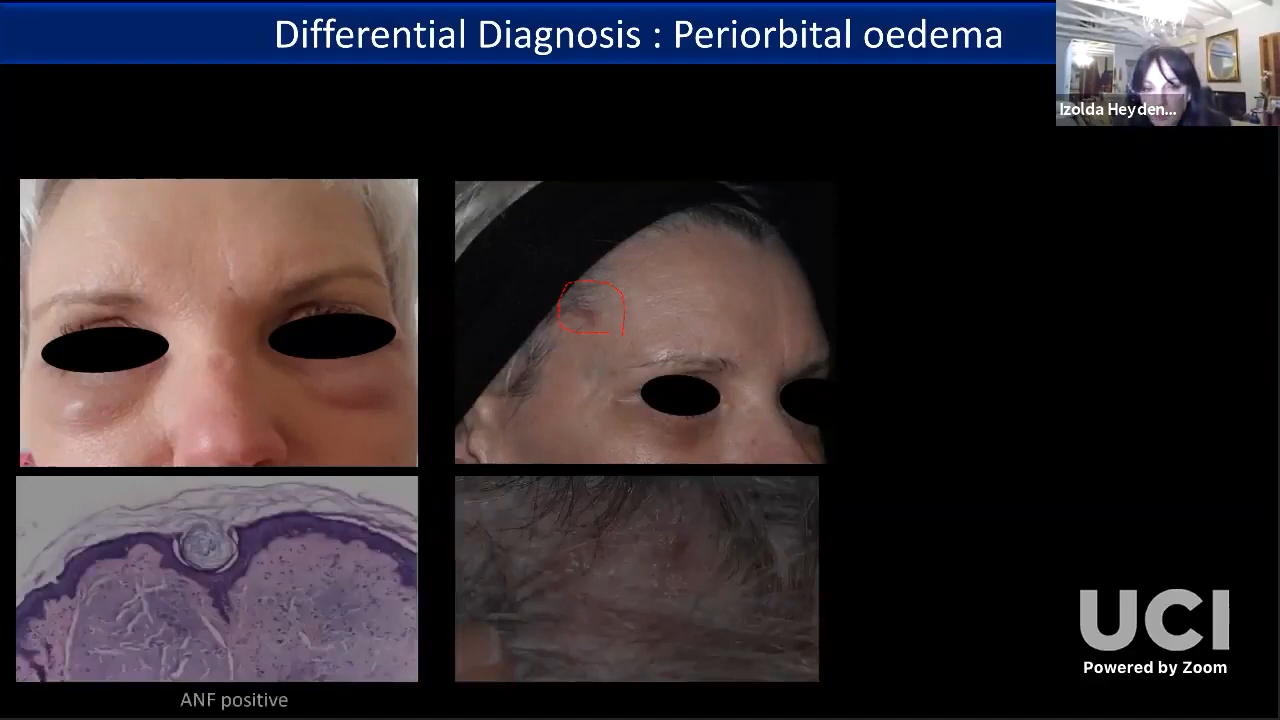 Differential Diagnosis : Periorbital oedema
Izolda Heyden...
UCI
Powered by Zoom
ANF positive